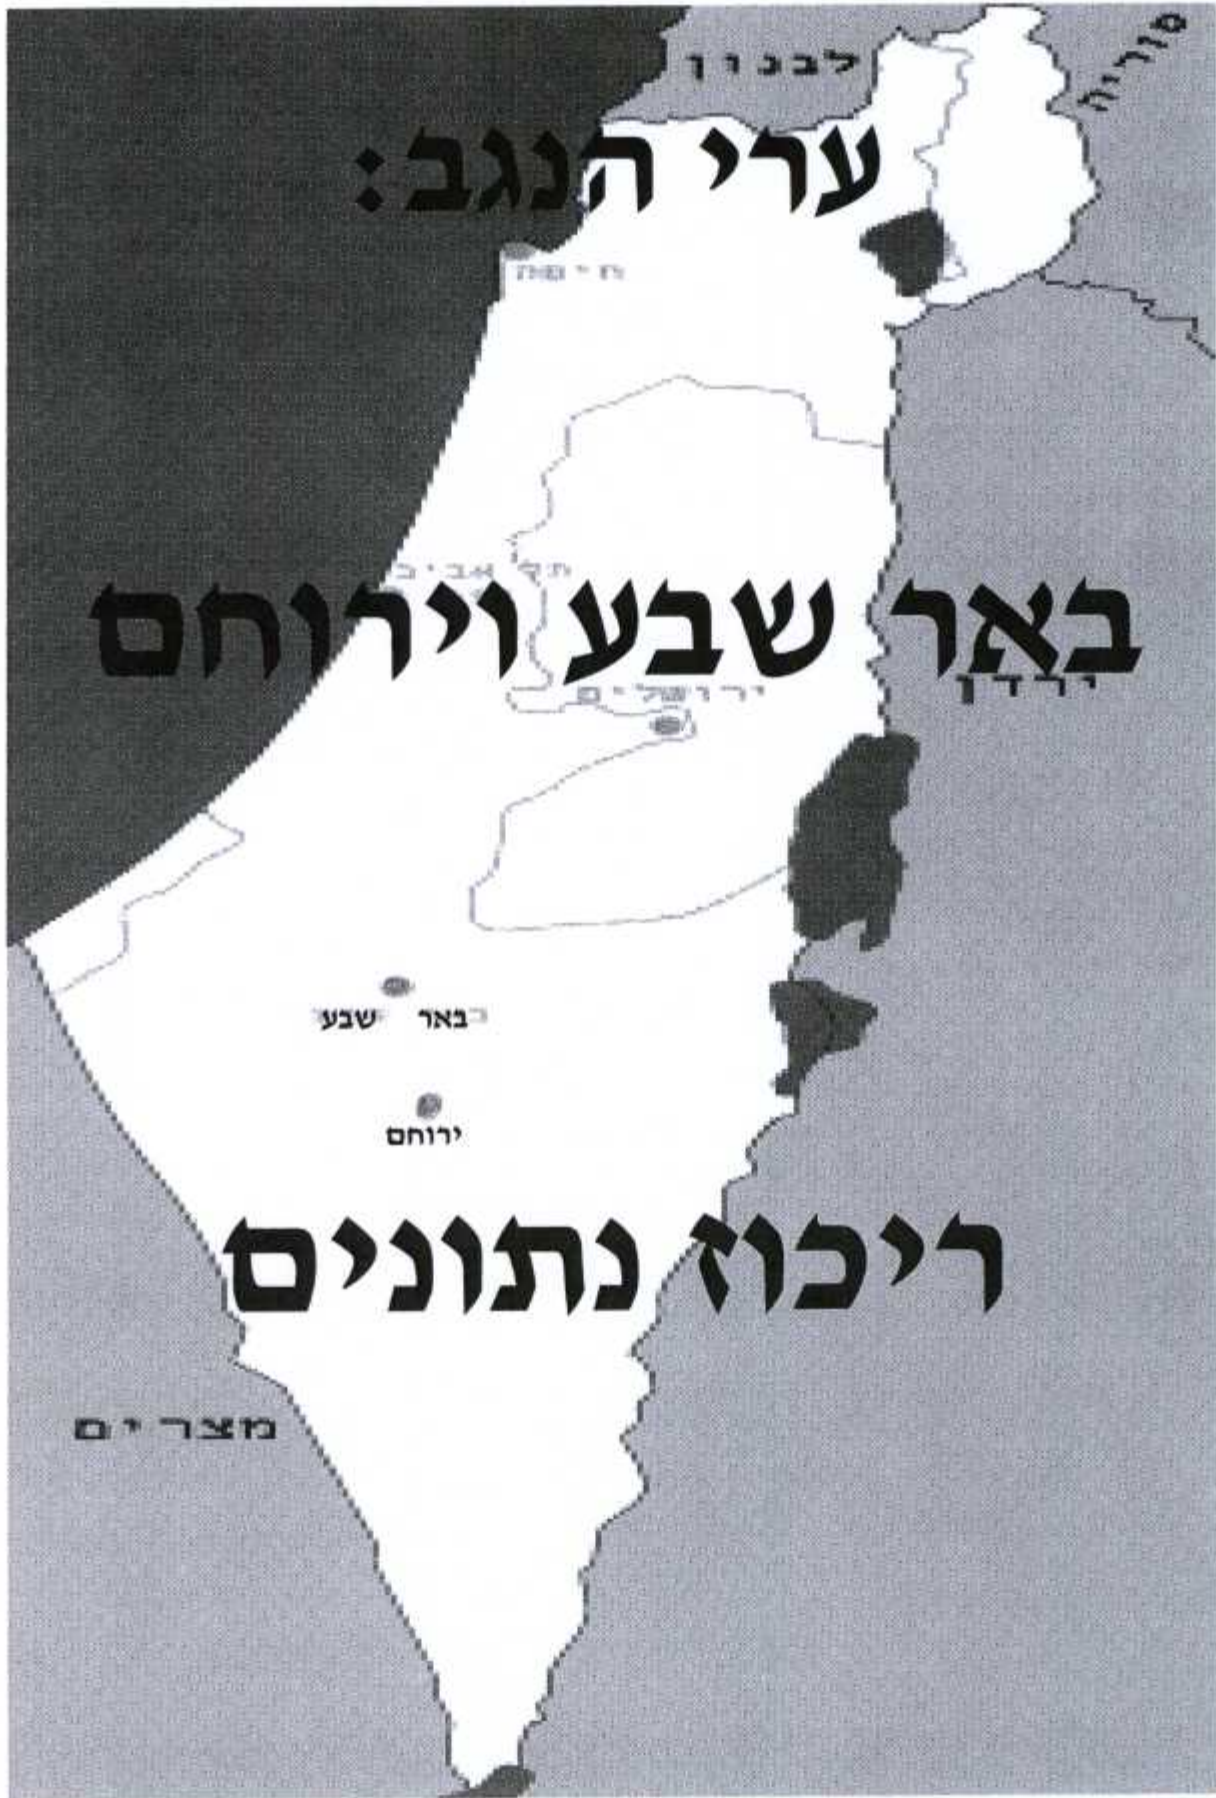 לבנון
סוריה
ערי הנגב:
חיפה
תל אביב
באר שבע וירוחם
ירדן
ירושלים
באר שבע
ירוחם
ריכוז נתונים
מצרים